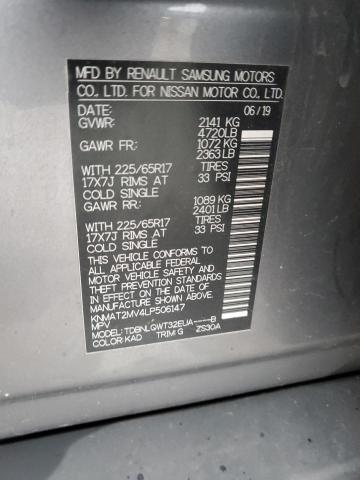 MFD BY RENAULT SAMSUNG MOTORS
CO., LTD. FOR NISSAN MOTOR CO., LTD.
DATE: 06/19
GVWR: 2141 KG
4720LB
GAWR FR: 1072 KG
2363LB
WITH 225/65R17 TIRES
17X7J RIMS AT 33 PSI
COLD SINGLE
GAWR RR: 1089 KG
2401LB
WITH 225/65R17 TIRES
17X7J RIMS AT 33 PSI
COLD SINGLE
THIS VEHICLE CONFORMS TO
ALL APPLICABLE FEDERAL MOTOR
VEHICLE SAFETY, BUMPER, AND
THEFT PREVENTION STANDARDS
IN EFFECT ON THE DATE OF
MANUFACTURE SHOWN ABOVE.
KNMAT2MV4LP506147
MPV
MODEL: TDBNLQWT32EUA-----B
COLOR: KAD TRIM: G ZS30A